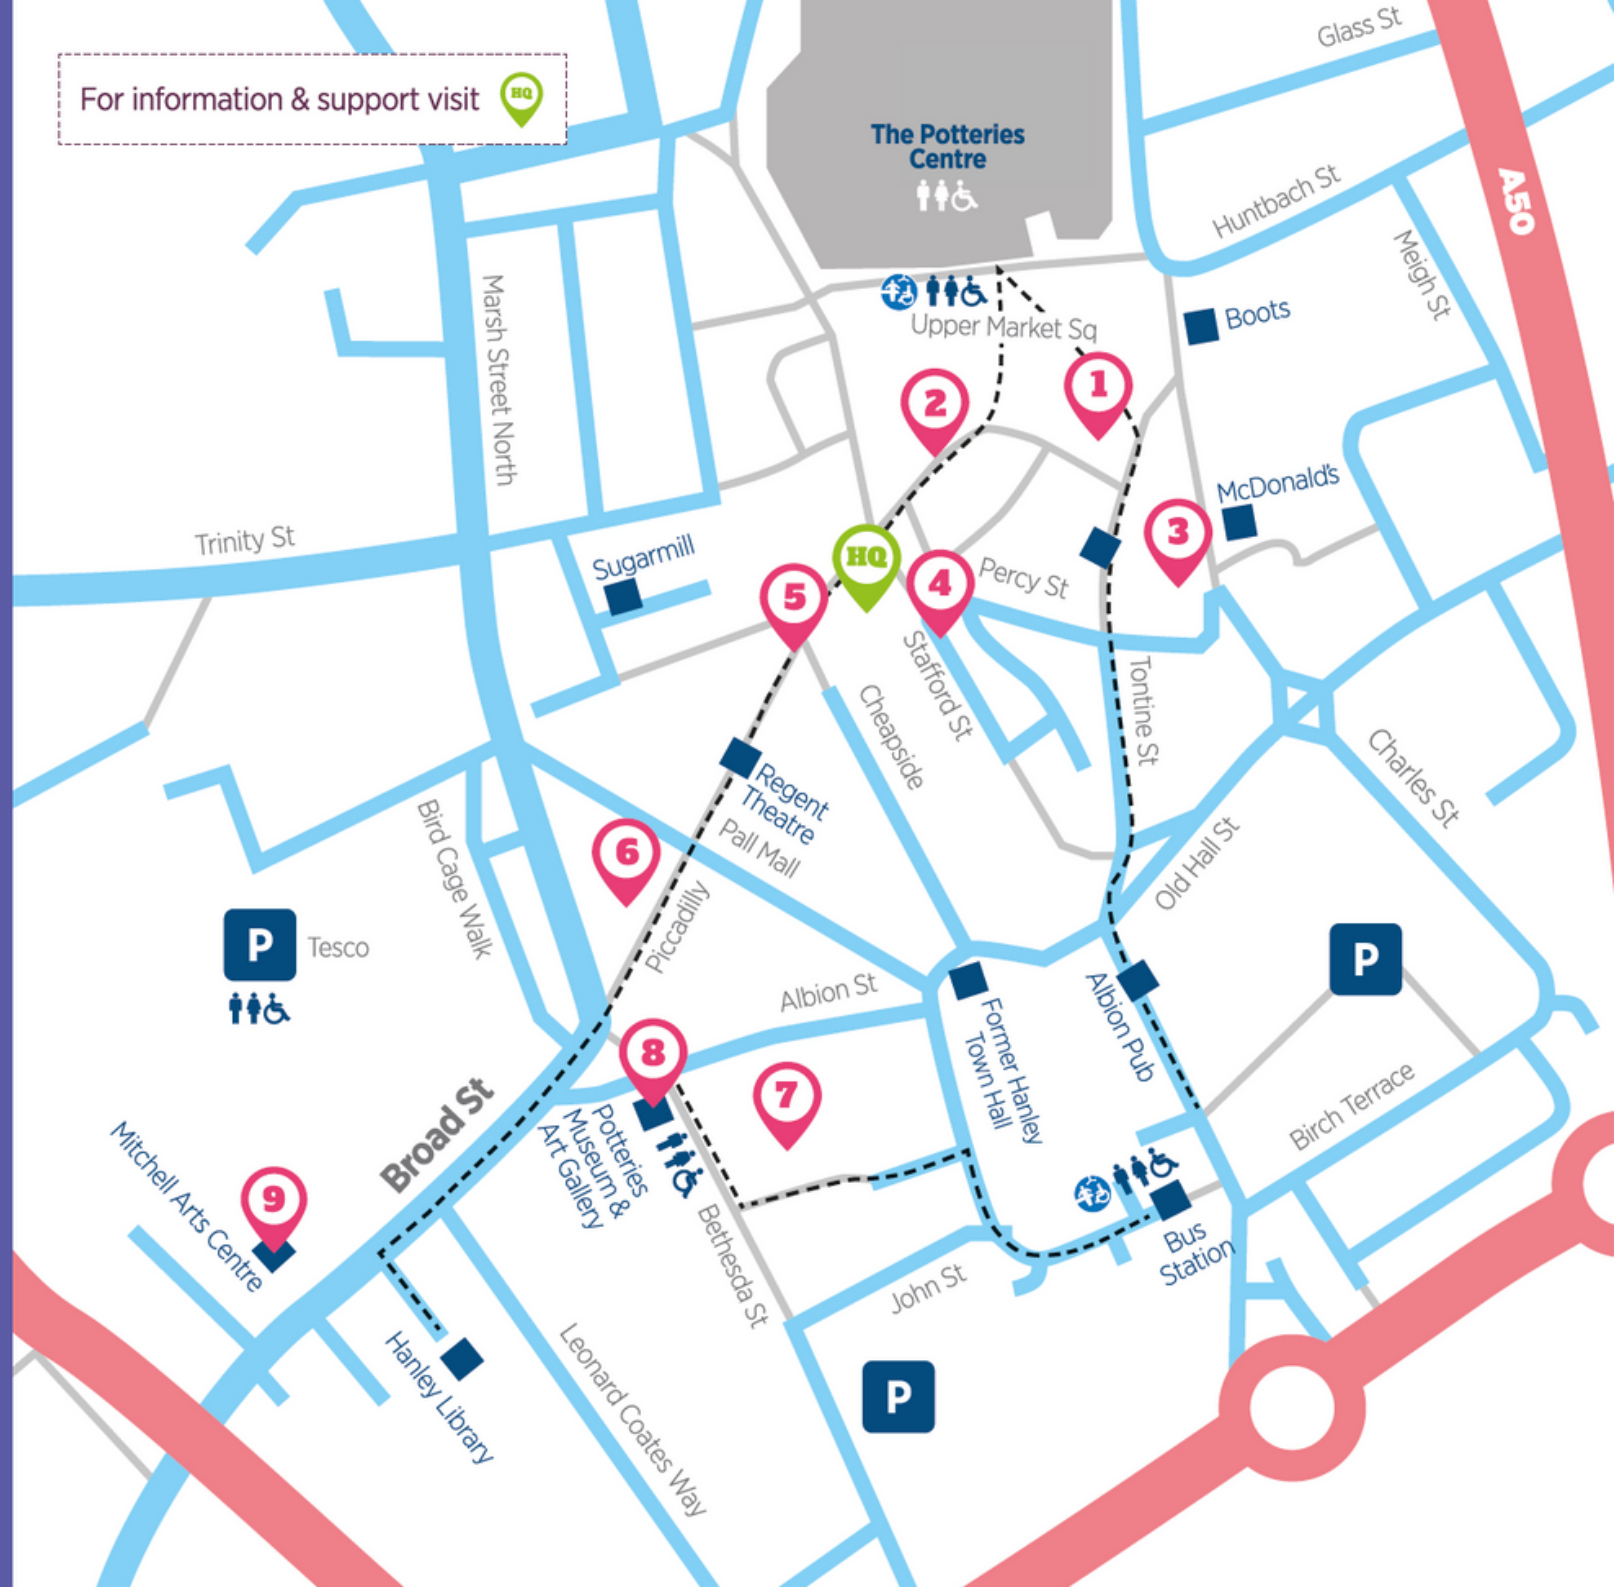 For information & support visit
HQ
Glass St
The Potteries
Centre
A50
Huntbach St
Meigh St
Marsh Street North
Upper Market Sq
Boots
1
2
McDonald's
3
Trinity St
Sugarmill
HQ
4
5
Percy St
Stafford St
Tontine St
Cheapside
Charles St
Regent
Theatre
Pall Mall
Bird Cage Walk
6
Old Hall St
Piccadilly
P
Tesco
P
Albion St
Albion Pub
Former Hanley
Town Hall
8
7
Broad St
Birch Terrace
Potteries
Museum &
Art Gallery
Mitchell Arts Centre
9
Bethesda St
Bus
Station
John St
Hanley Library
Leonard Coates Way
P